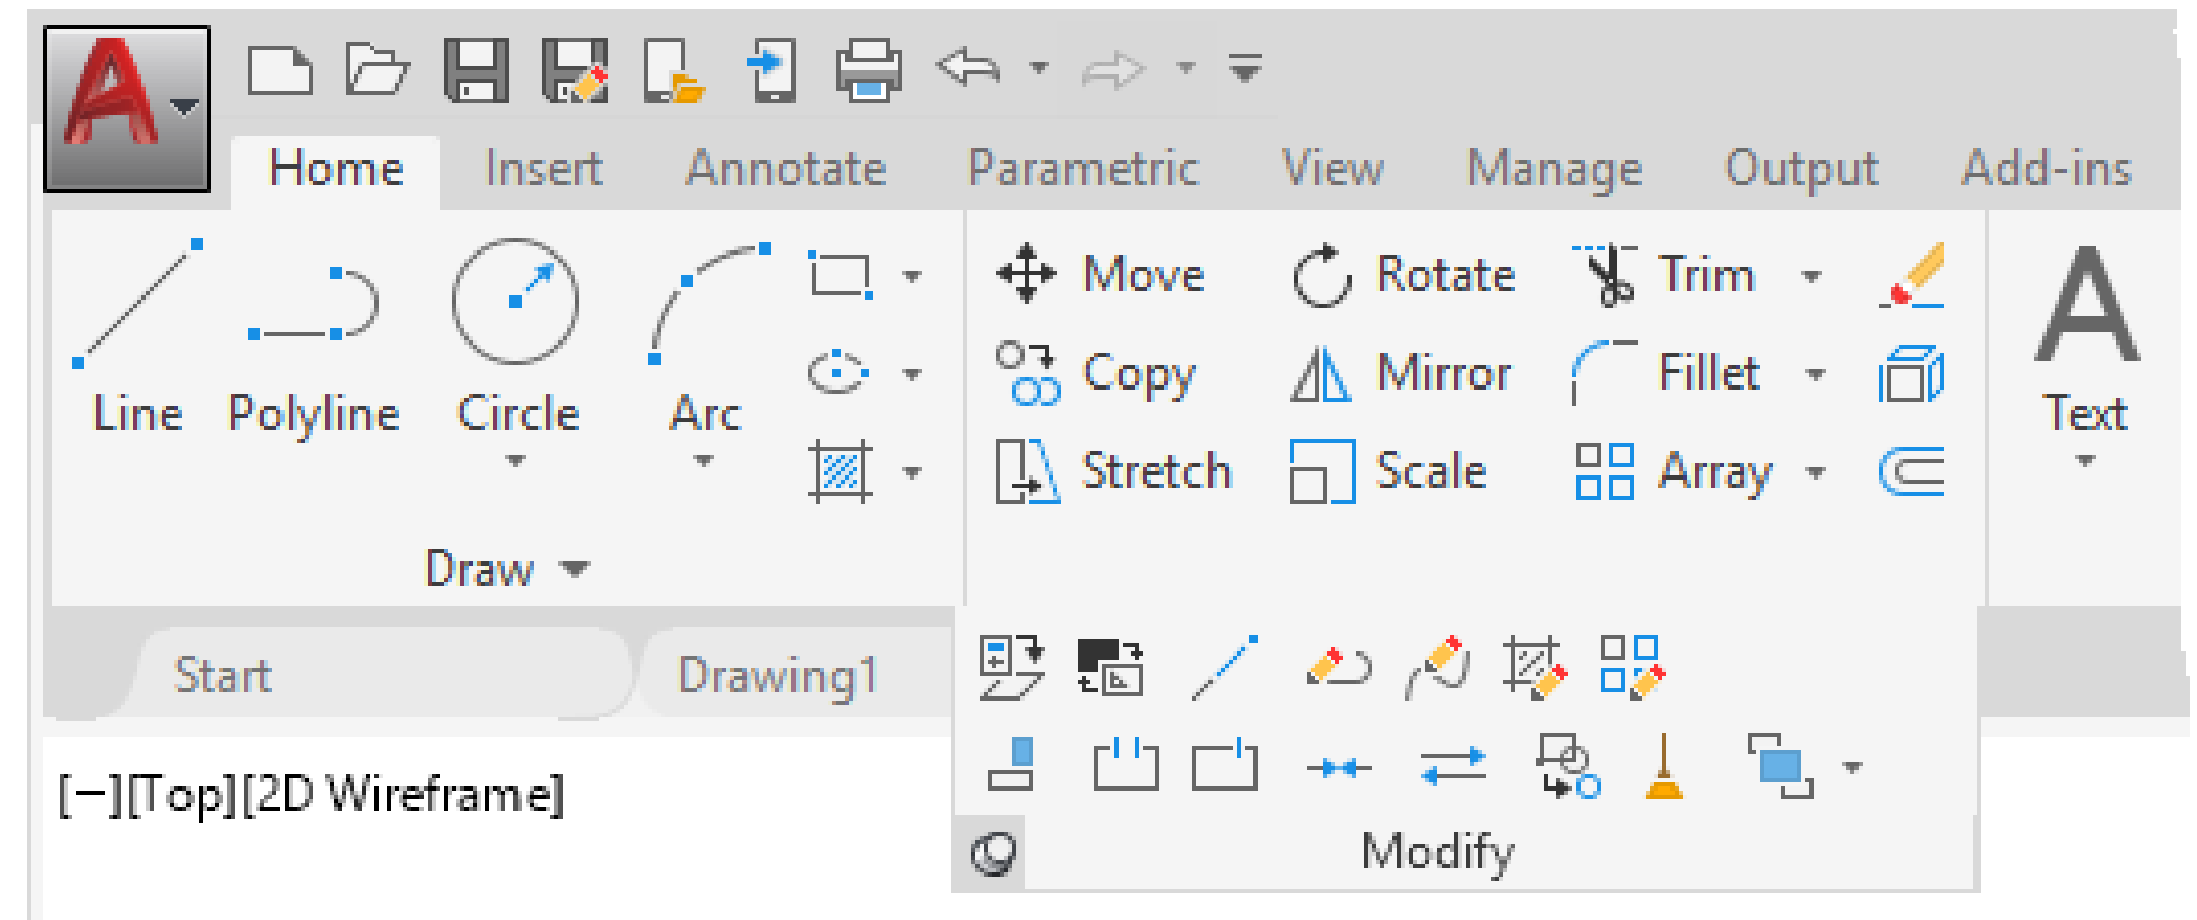 Home Insert Annotate Parametric View Manage Output Add-ins
Move Rotate Trim
Copy Mirror Fillet
Line Polyline Circle Arc Text
Stretch Scale Array
Draw
Start Drawing1
[−][Top][2D Wireframe]
Modify